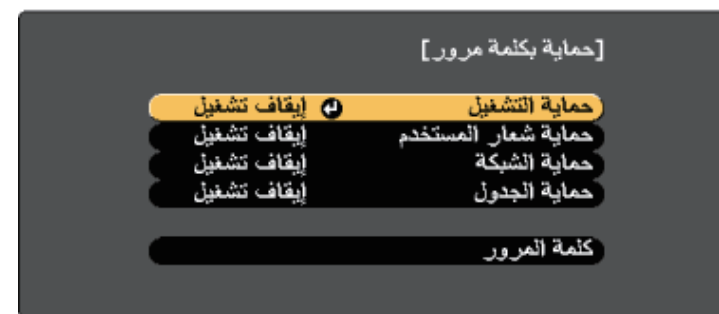 [حماية بكلمة مرور]
حماية التشغيل إيقاف تشغيل
حماية شعار المستخدم إيقاف تشغيل
حماية الشبكة إيقاف تشغيل
حماية الجدول إيقاف تشغيل
كلمة المرور